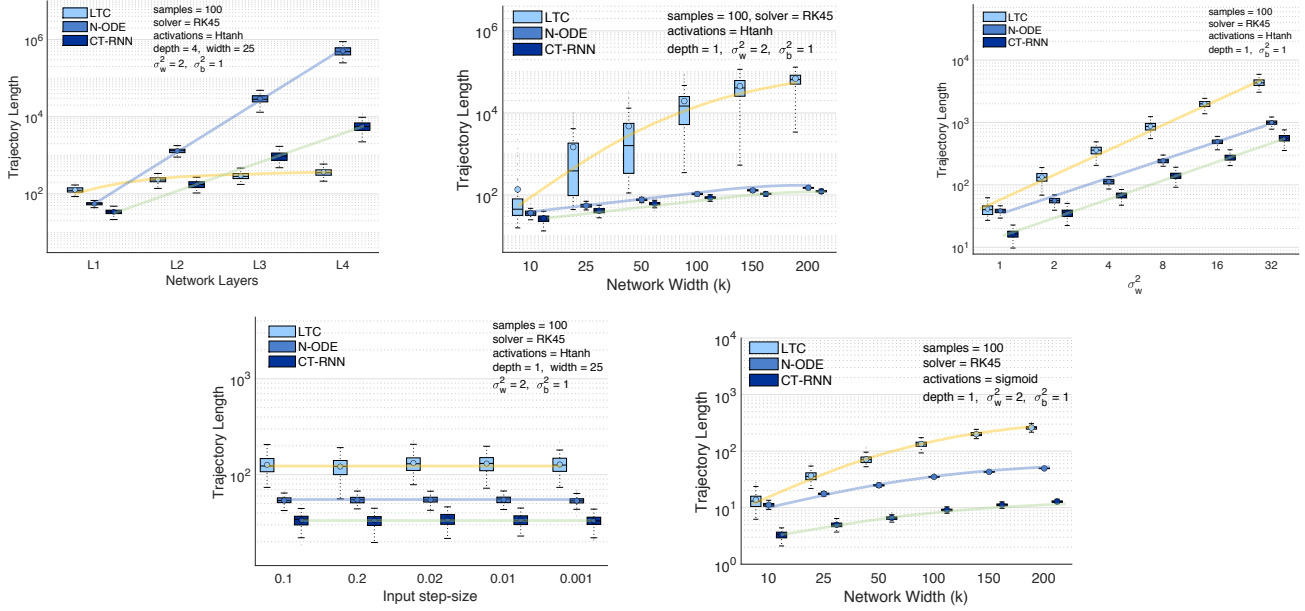 LTC
N-ODE
CT-RNN
samples = 100
solver = RK45
activations = Htanh
depth = 4, width = 25
σ²w = 2, σ²b = 1
10⁶
10⁴
10²
Trajectory Length
L1 L2 L3 L4
Network Layers
LTC
N-ODE
CT-RNN
samples = 100, solver = RK45
activations = Htanh
depth = 1, σ²w = 2, σ²b = 1
10⁶
10⁴
10²
Trajectory Length
10 25 50 100 150 200
Network Width (k)
LTC
N-ODE
CT-RNN
samples = 100
solver = RK45
activations = Htanh
depth = 1, σ²b = 1
10⁴
10³
10²
10¹
Trajectory Length
1 2 4 8 16 32
σ²w
LTC
N-ODE
CT-RNN
samples = 100
solver = RK45
activations = Htanh
depth = 1, width = 25
σ²w = 2, σ²b = 1
10³
10²
Trajectory Length
0.1 0.2 0.02 0.01 0.001
Input step-size
LTC
N-ODE
CT-RNN
samples = 100
solver = RK45
activations = sigmoid
depth = 1, σ²w = 2, σ²b = 1
10⁴
10³
10²
10¹
10⁰
Trajectory Length
10 25 50 100 150 200
Network Width (k)